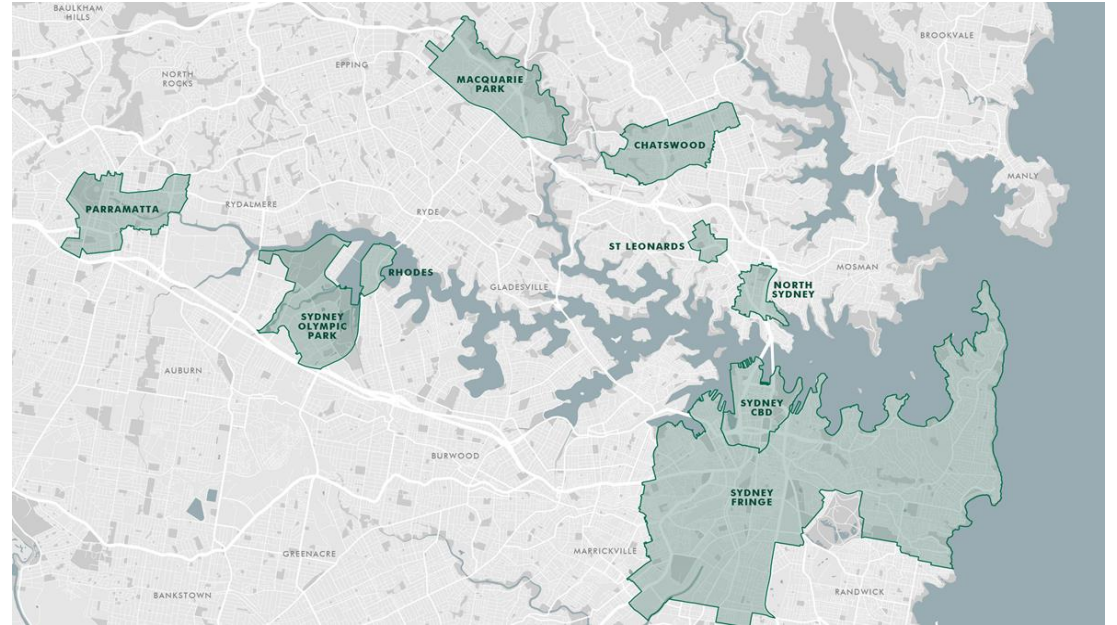 BAULKHAM
HILLS
BROOKVALE
EPPING
NORTH
ROCKS
MACQUARIE
PARK
CHATSWOOD
MANLY
PARRAMATTA
RYDALMERE
RYDE
ST LEONARDS
MOSMAN
RHODES
GLADESVILLE
NORTH
SYDNEY
SYDNEY
OLYMPIC
PARK
AUBURN
SYDNEY
CBD
BURWOOD
SYDNEY
FRINGE
GREENACRE
MARRICKVILLE
BANKSTOWN
RANDWICK